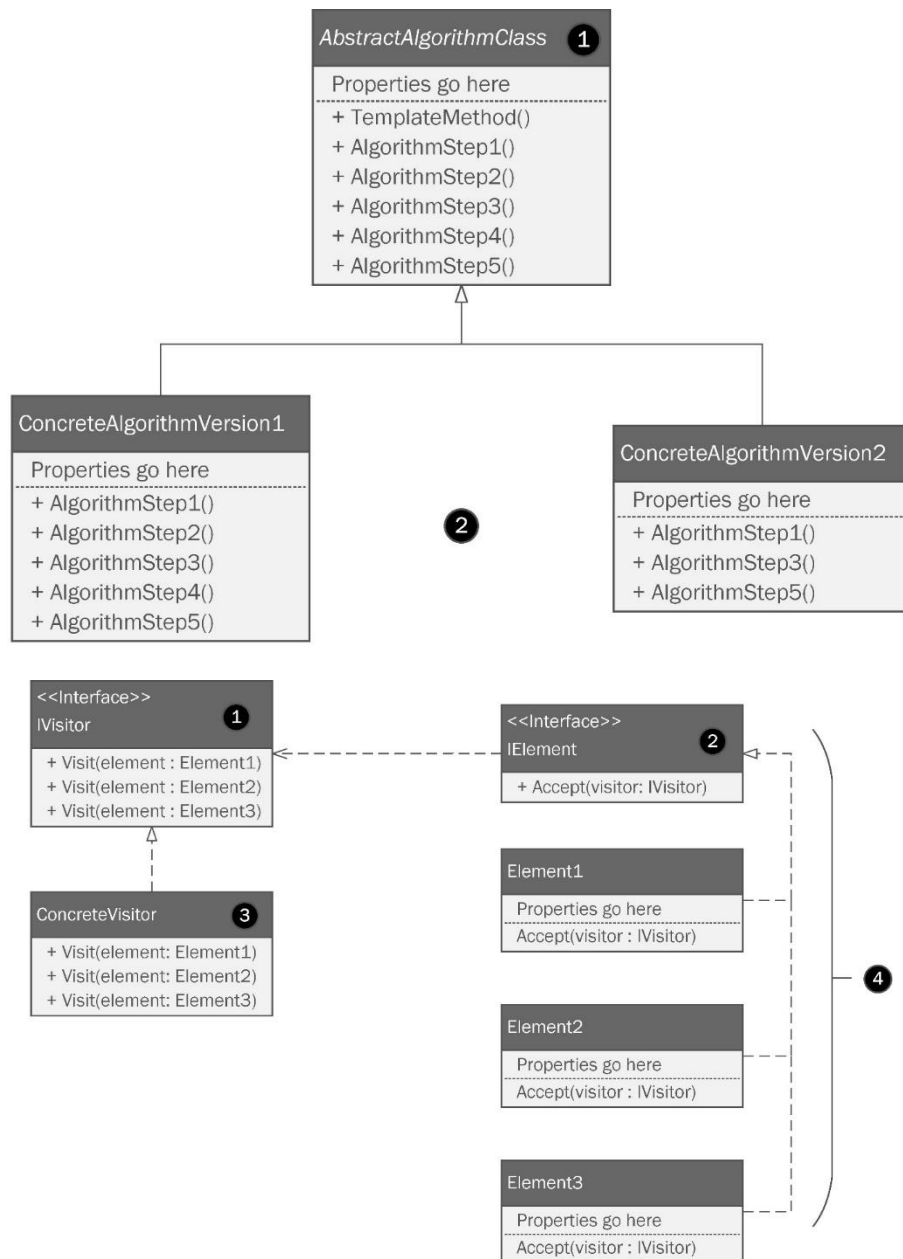 AbstractAlgorithmClass 1
Properties go here
+ TemplateMethod()
+ AlgorithmStep1()
+ AlgorithmStep2()
+ AlgorithmStep3()
+ AlgorithmStep4()
+ AlgorithmStep5()
ConcreteAlgorithmVersion1
Properties go here
+ AlgorithmStep1()
+ AlgorithmStep2()
+ AlgorithmStep3()
+ AlgorithmStep4()
+ AlgorithmStep5()
2
ConcreteAlgorithmVersion2
Properties go here
+ AlgorithmStep1()
+ AlgorithmStep3()
+ AlgorithmStep5()
<<Interface>>
IVisitor 1
+ Visit(element : Element1)
+ Visit(element : Element2)
+ Visit(element : Element3)
ConcreteVisitor 3
+ Visit(element: Element1)
+ Visit(element: Element2)
+ Visit(element: Element3)
<<Interface>>
IElement 2
+ Accept(visitor: IVisitor)
Element1
Properties go here
Accept(visitor : IVisitor)
Element2
Properties go here
Accept(visitor : IVisitor)
Element3
Properties go here
Accept(visitor : IVisitor)
4